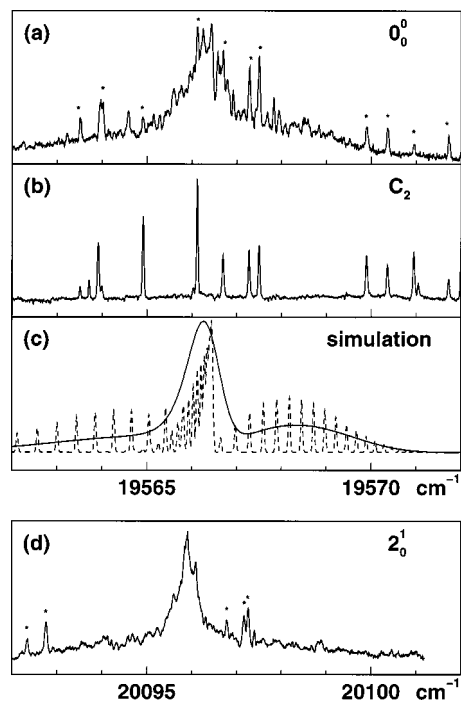 (a) 0⁰₀
* * * * * * * * * * * *
(b) C₂
(c) simulation
19565 19570 cm⁻¹
(d) 2¹₀
* * * * *
20095 20100 cm⁻¹